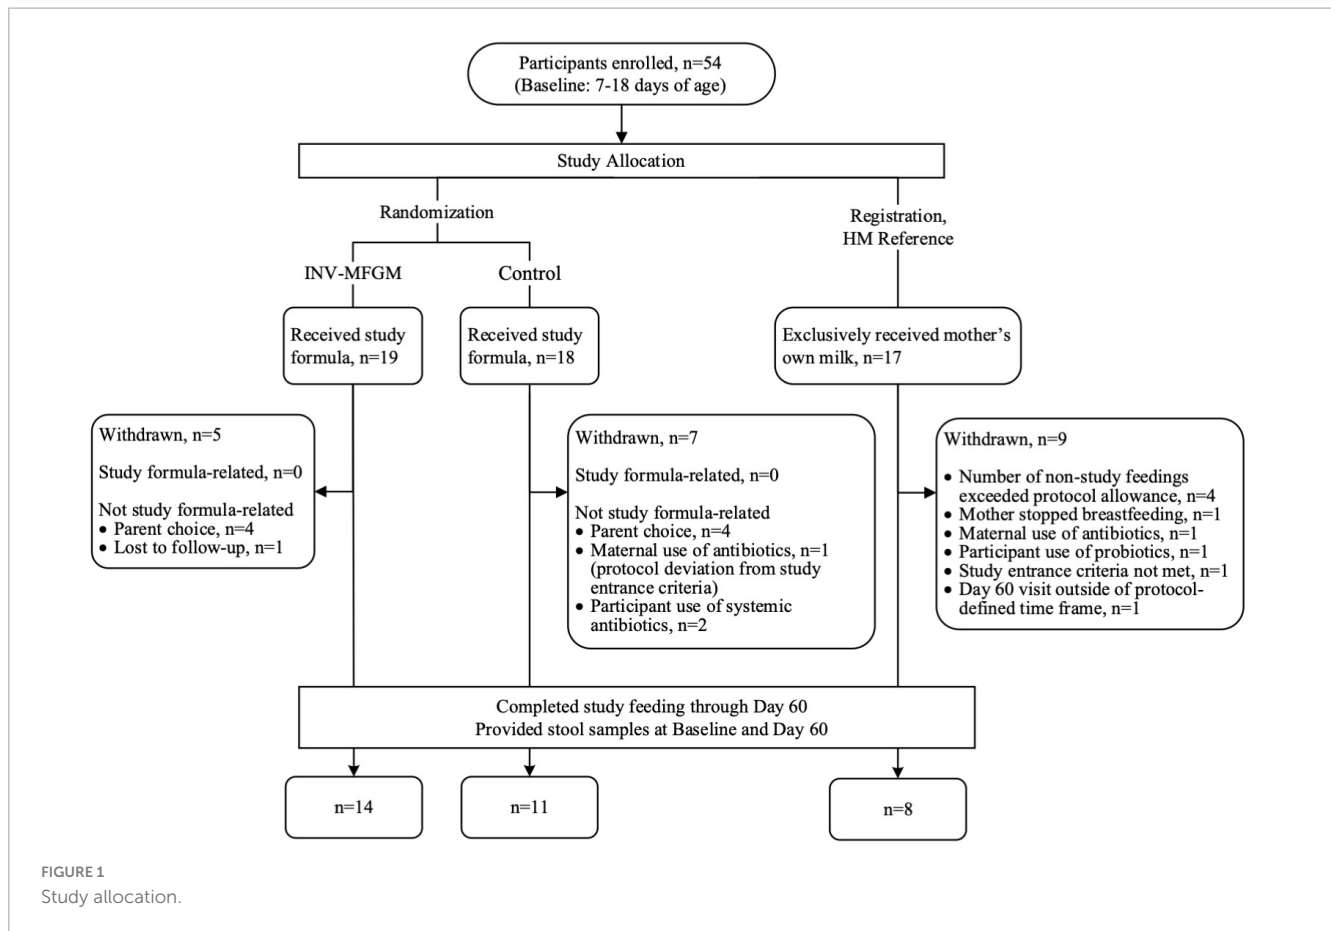 Participants enrolled, n=54
(Baseline: 7-18 days of age)
Study Allocation
Randomization
Registration,
HM Reference
INV-MFGM
Control
Received study
formula, n=19
Received study
formula, n=18
Exclusively received mother's
own milk, n=17
Withdrawn, n=5
Study formula-related, n=0
Not study formula-related
• Parent choice, n=4
• Lost to follow-up, n=1
Withdrawn, n=7
Study formula-related, n=0
Not study formula-related
• Parent choice, n=4
• Maternal use of antibiotics, n=1
(protocol deviation from study
entrance criteria)
• Participant use of systemic
antibiotics, n=2
Withdrawn, n=9
• Number of non-study feedings
exceeded protocol allowance, n=4
• Mother stopped breastfeeding, n=1
• Maternal use of antibiotics, n=1
• Participant use of probiotics, n=1
• Study entrance criteria not met, n=1
• Day 60 visit outside of protocol-
defined time frame, n=1
Completed study feeding through Day 60
Provided stool samples at Baseline and Day 60
n=14
n=11
n=8
FIGURE 1
Study allocation.